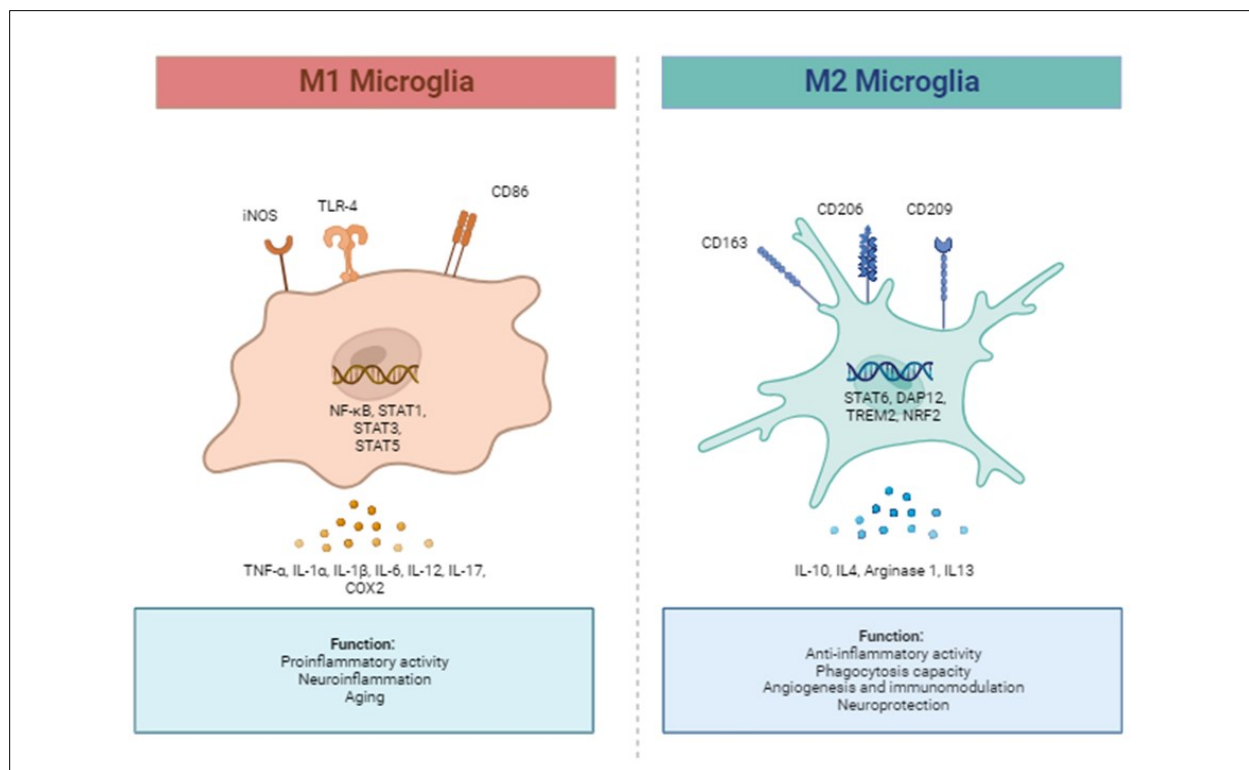 M1 Microglia
iNOS
TLR-4
CD86
NF-κB, STAT1,
STAT3,
STAT5
TNF-α, IL-1α, IL-1β, IL-6, IL-12, IL-17,
COX2
Function:
Proinflammatory activity
Neuroinflammation
Aging
M2 Microglia
CD163
CD206
CD209
STAT6, DAP12,
TREM2, NRF2
IL-10, IL4, Arginase 1, IL13
Function:
Anti-inflammatory activity
Phagocytosis capacity
Angiogenesis and immunomodulation
Neuroprotection